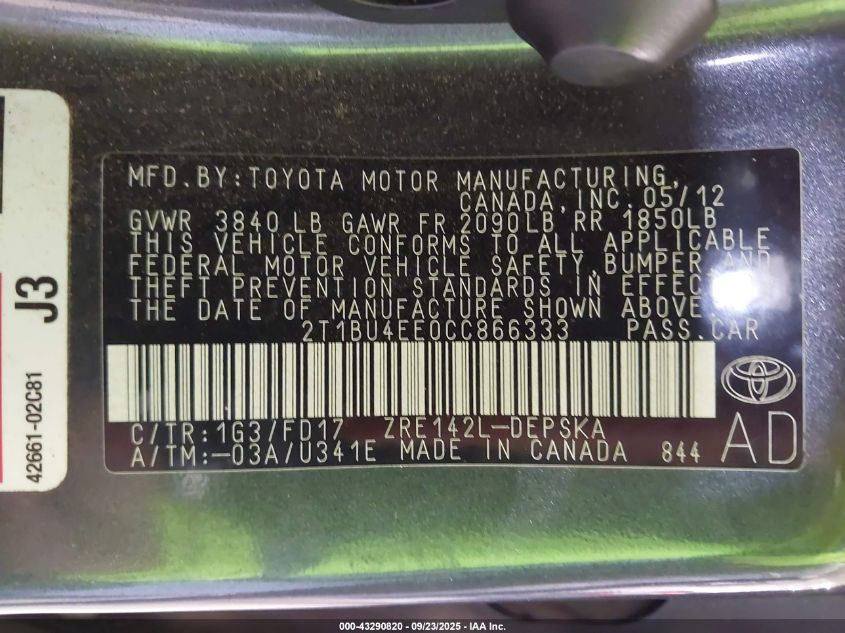 MFD.BY:TOYOTA MOTOR MANUFACTURING,
CANADA,INC.05/12
GVWR 3840 LB GAWR FR 2090LB RR 1850LB
THIS VEHICLE CONFORMS TO ALL APPLICABLE
FEDERAL MOTOR VEHICLE SAFETY,BUMPER,AND
THEFT PREVENTION STANDARDS IN EFFECT
THE DATE OF MANUFACTURE SHOWN ABOVE.
2T1BU4EE0CC866333 PASS.CAR
C/TR:1G3/FD17 ZRE142L-DEPSKA
A/TM:-03A/U341E MADE IN CANADA 844
AD
J3
42661-02C81
000-43290820 - 09/23/2025 - IAA Inc.